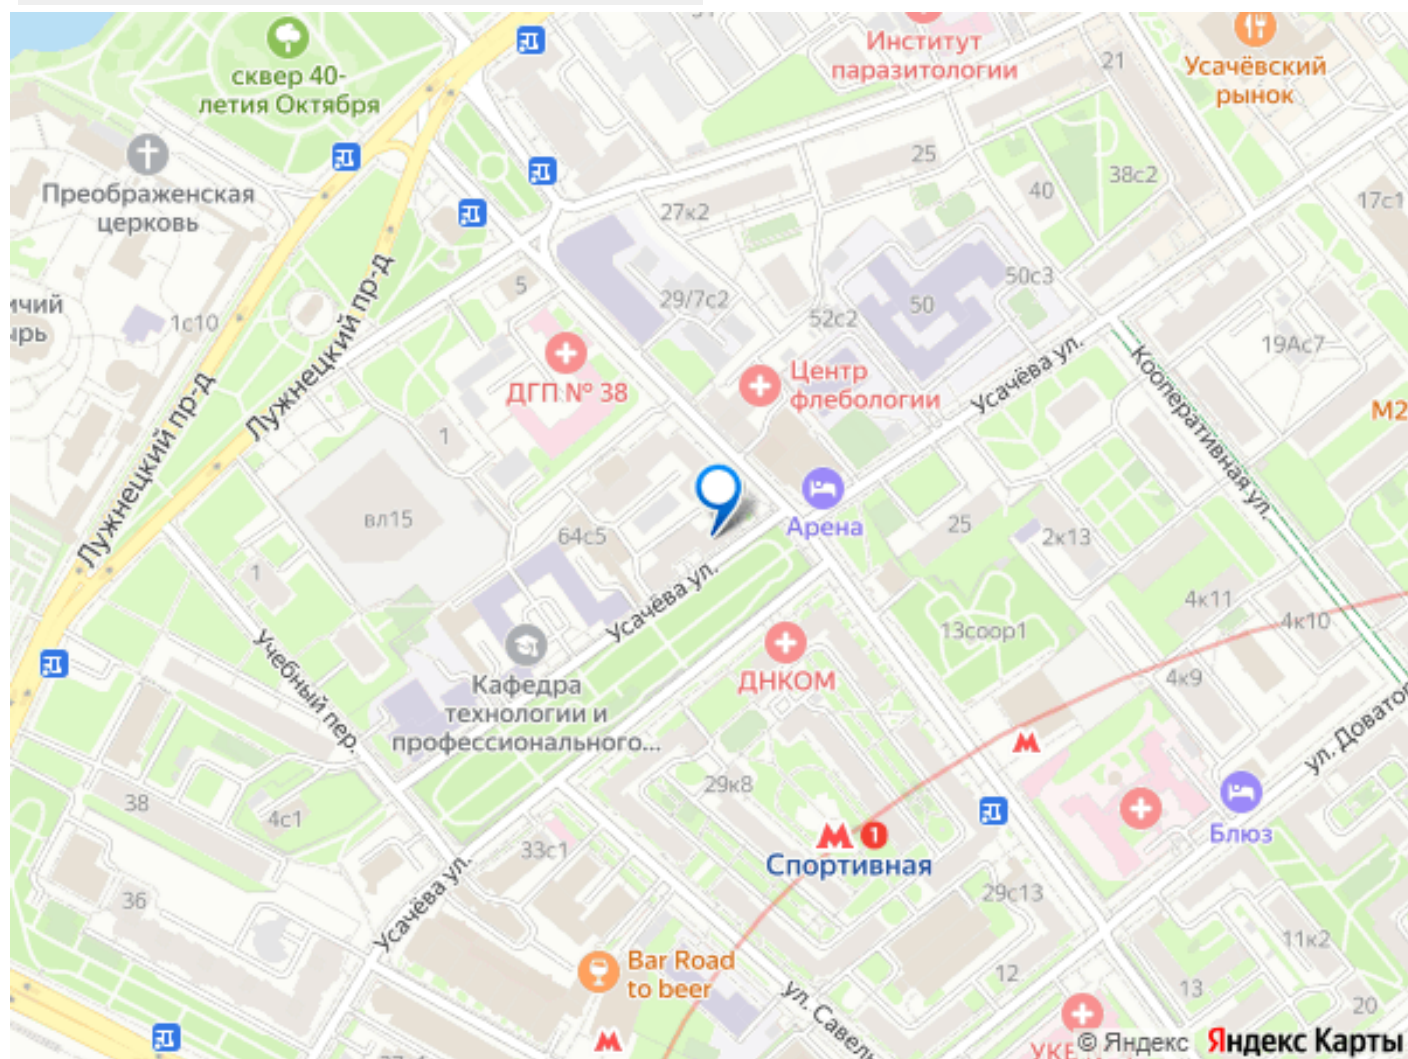 Институт
паразитологии
21
Усачёвский
рынок
сквер 40-
летия Октября
Преображенская
церковь
25
40
38с2
17с1
27к2
5
29/7с2
52с2
50
50с3
19Ас7
1с10
Лужнецкий пр-д
Лужнецкий пр-д
ДГП № 38
Центр
флебологии
Усачёва ул.
Кооперативная ул.
М2
1
вл15
64с5
Арена
25
2к13
1
Усачёва ул.
13соор1
4к11
4к10
4к9
ДНКОМ
Учебный пер.
Кафедра
технологии и
профессионального...
29к8
38
4с1
33с1
1
Спортивная
Блюз
36
Усачёва ул.
29с13
11к2
Bar Road
to beer
12
13
20
© Яндекс Яндекс Карты